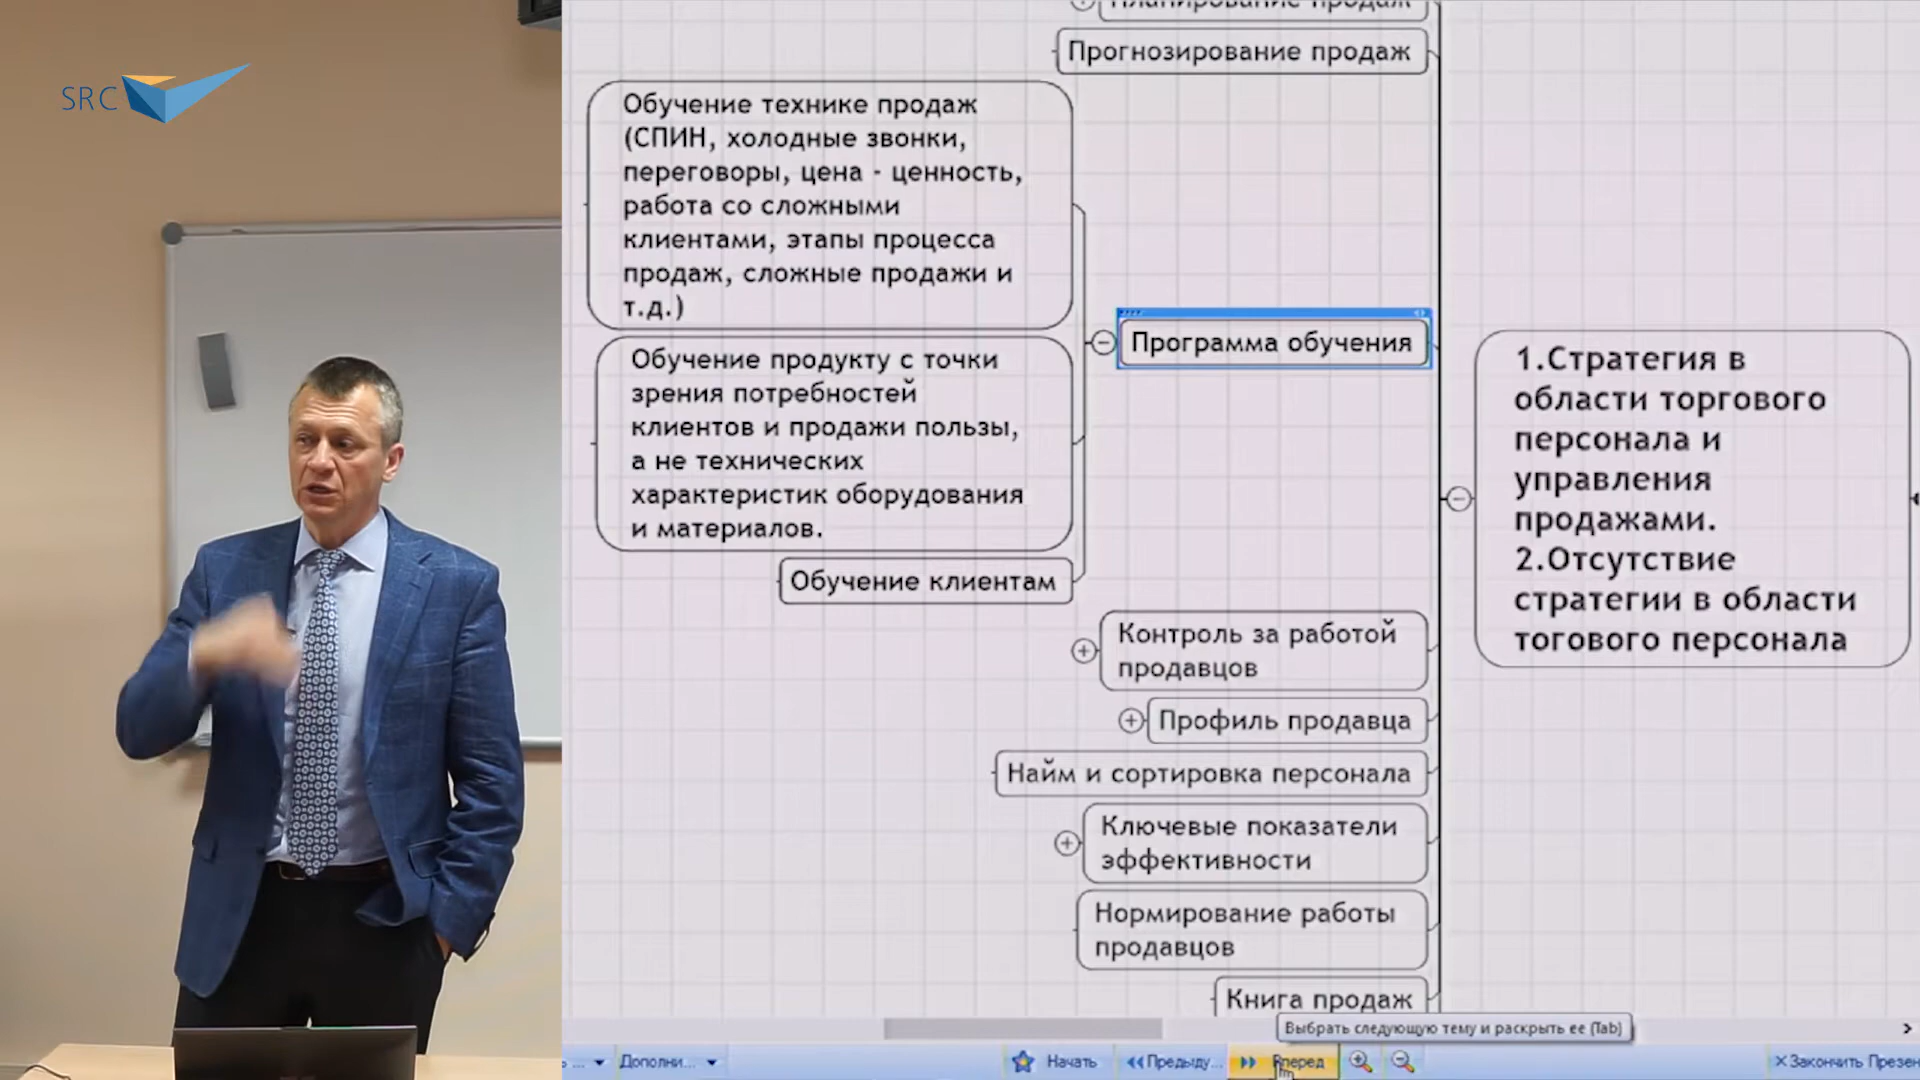 SRC
Планирование продаж
Прогнозирование продаж
Обучение технике продаж
(СПИН, холодные звонки,
переговоры, цена - ценность,
работа со сложными
клиентами, этапы процесса
продаж, сложные продажи и
т.д.)
Обучение продукту с точки
зрения потребностей
клиентов и продажи пользы,
а не технических
характеристик оборудования
и материалов.
Обучение клиентам
Программа обучения
Контроль за работой
продавцов
Профиль продавца
Найм и сортировка персонала
Ключевые показатели
эффективности
Нормирование работы
продавцов
Книга продаж
1.Стратегия в
области торгового
персонала и
управления
продажами.
2.Отсутствие
стратегии в области
тогового персонала
Выбрать следующую тему и раскрыть ее (Tab)
Дополни...
Начать
Предыду...
Вперед
Закончить Презен